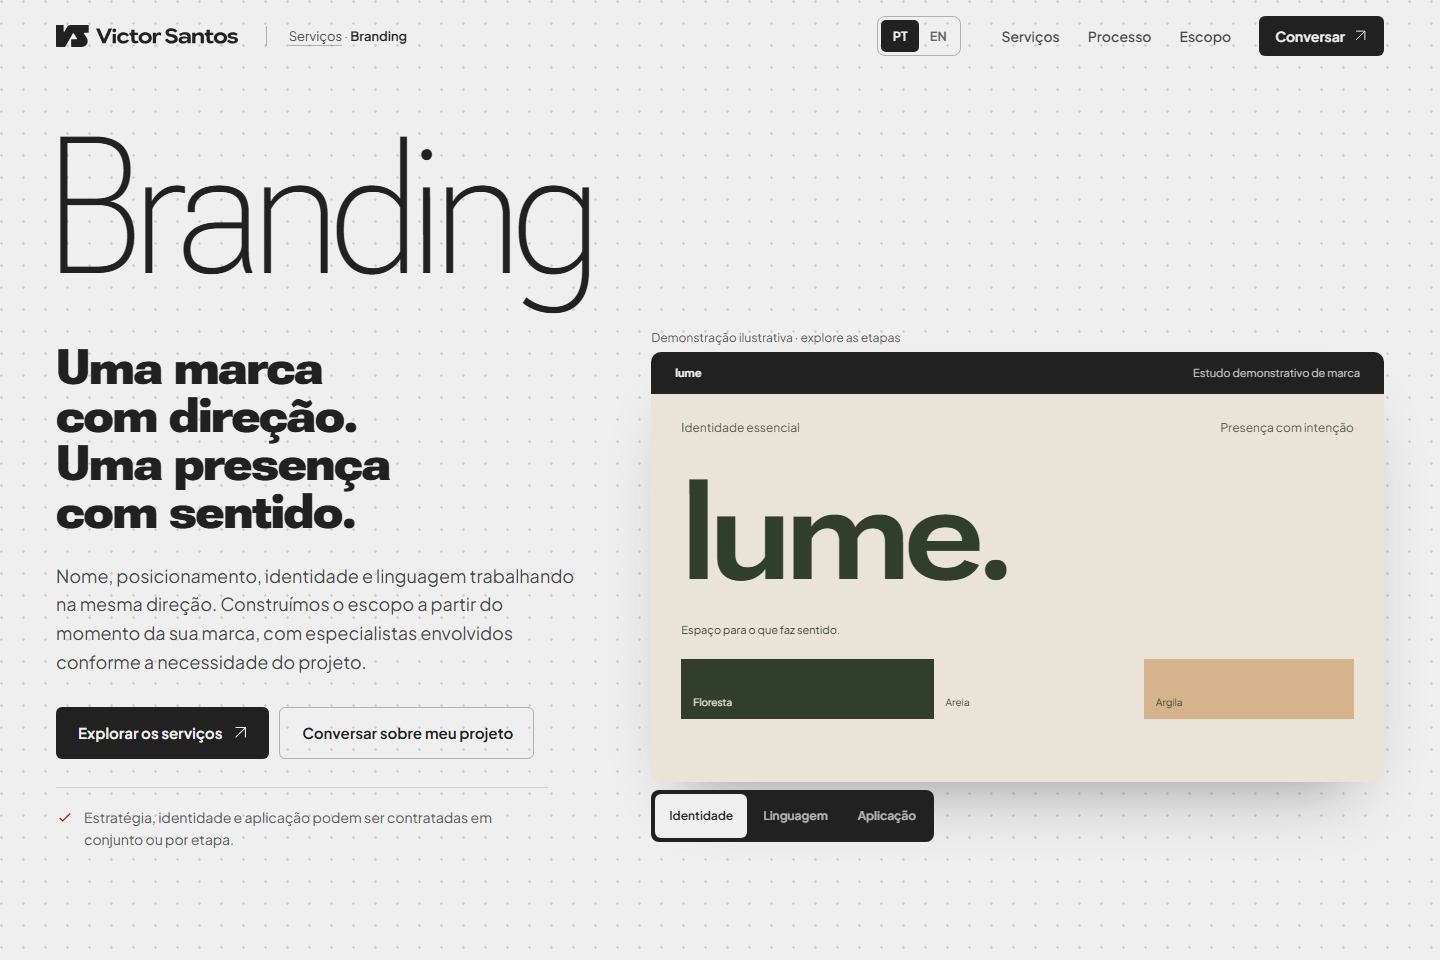 Victor Santos
Serviços · Branding
PT EN
Serviços
Processo
Escopo
Conversar
Branding
Uma marca
com direção.
Uma presença
com sentido.
Nome, posicionamento, identidade e linguagem trabalhando
na mesma direção. Construímos o escopo a partir do
momento da sua marca, com especialistas envolvidos
conforme a necessidade do projeto.
Explorar os serviços
Conversar sobre meu projeto
Estratégia, identidade e aplicação podem ser contratadas em
conjunto ou por etapa.
Demonstração ilustrativa · explore as etapas
lume
Estudo demonstrativo de marca
Identidade essencial
Presença com intenção
lume.
Espaço para o que faz sentido.
Floresta
Areia
Argila
Identidade
Linguagem
Aplicação